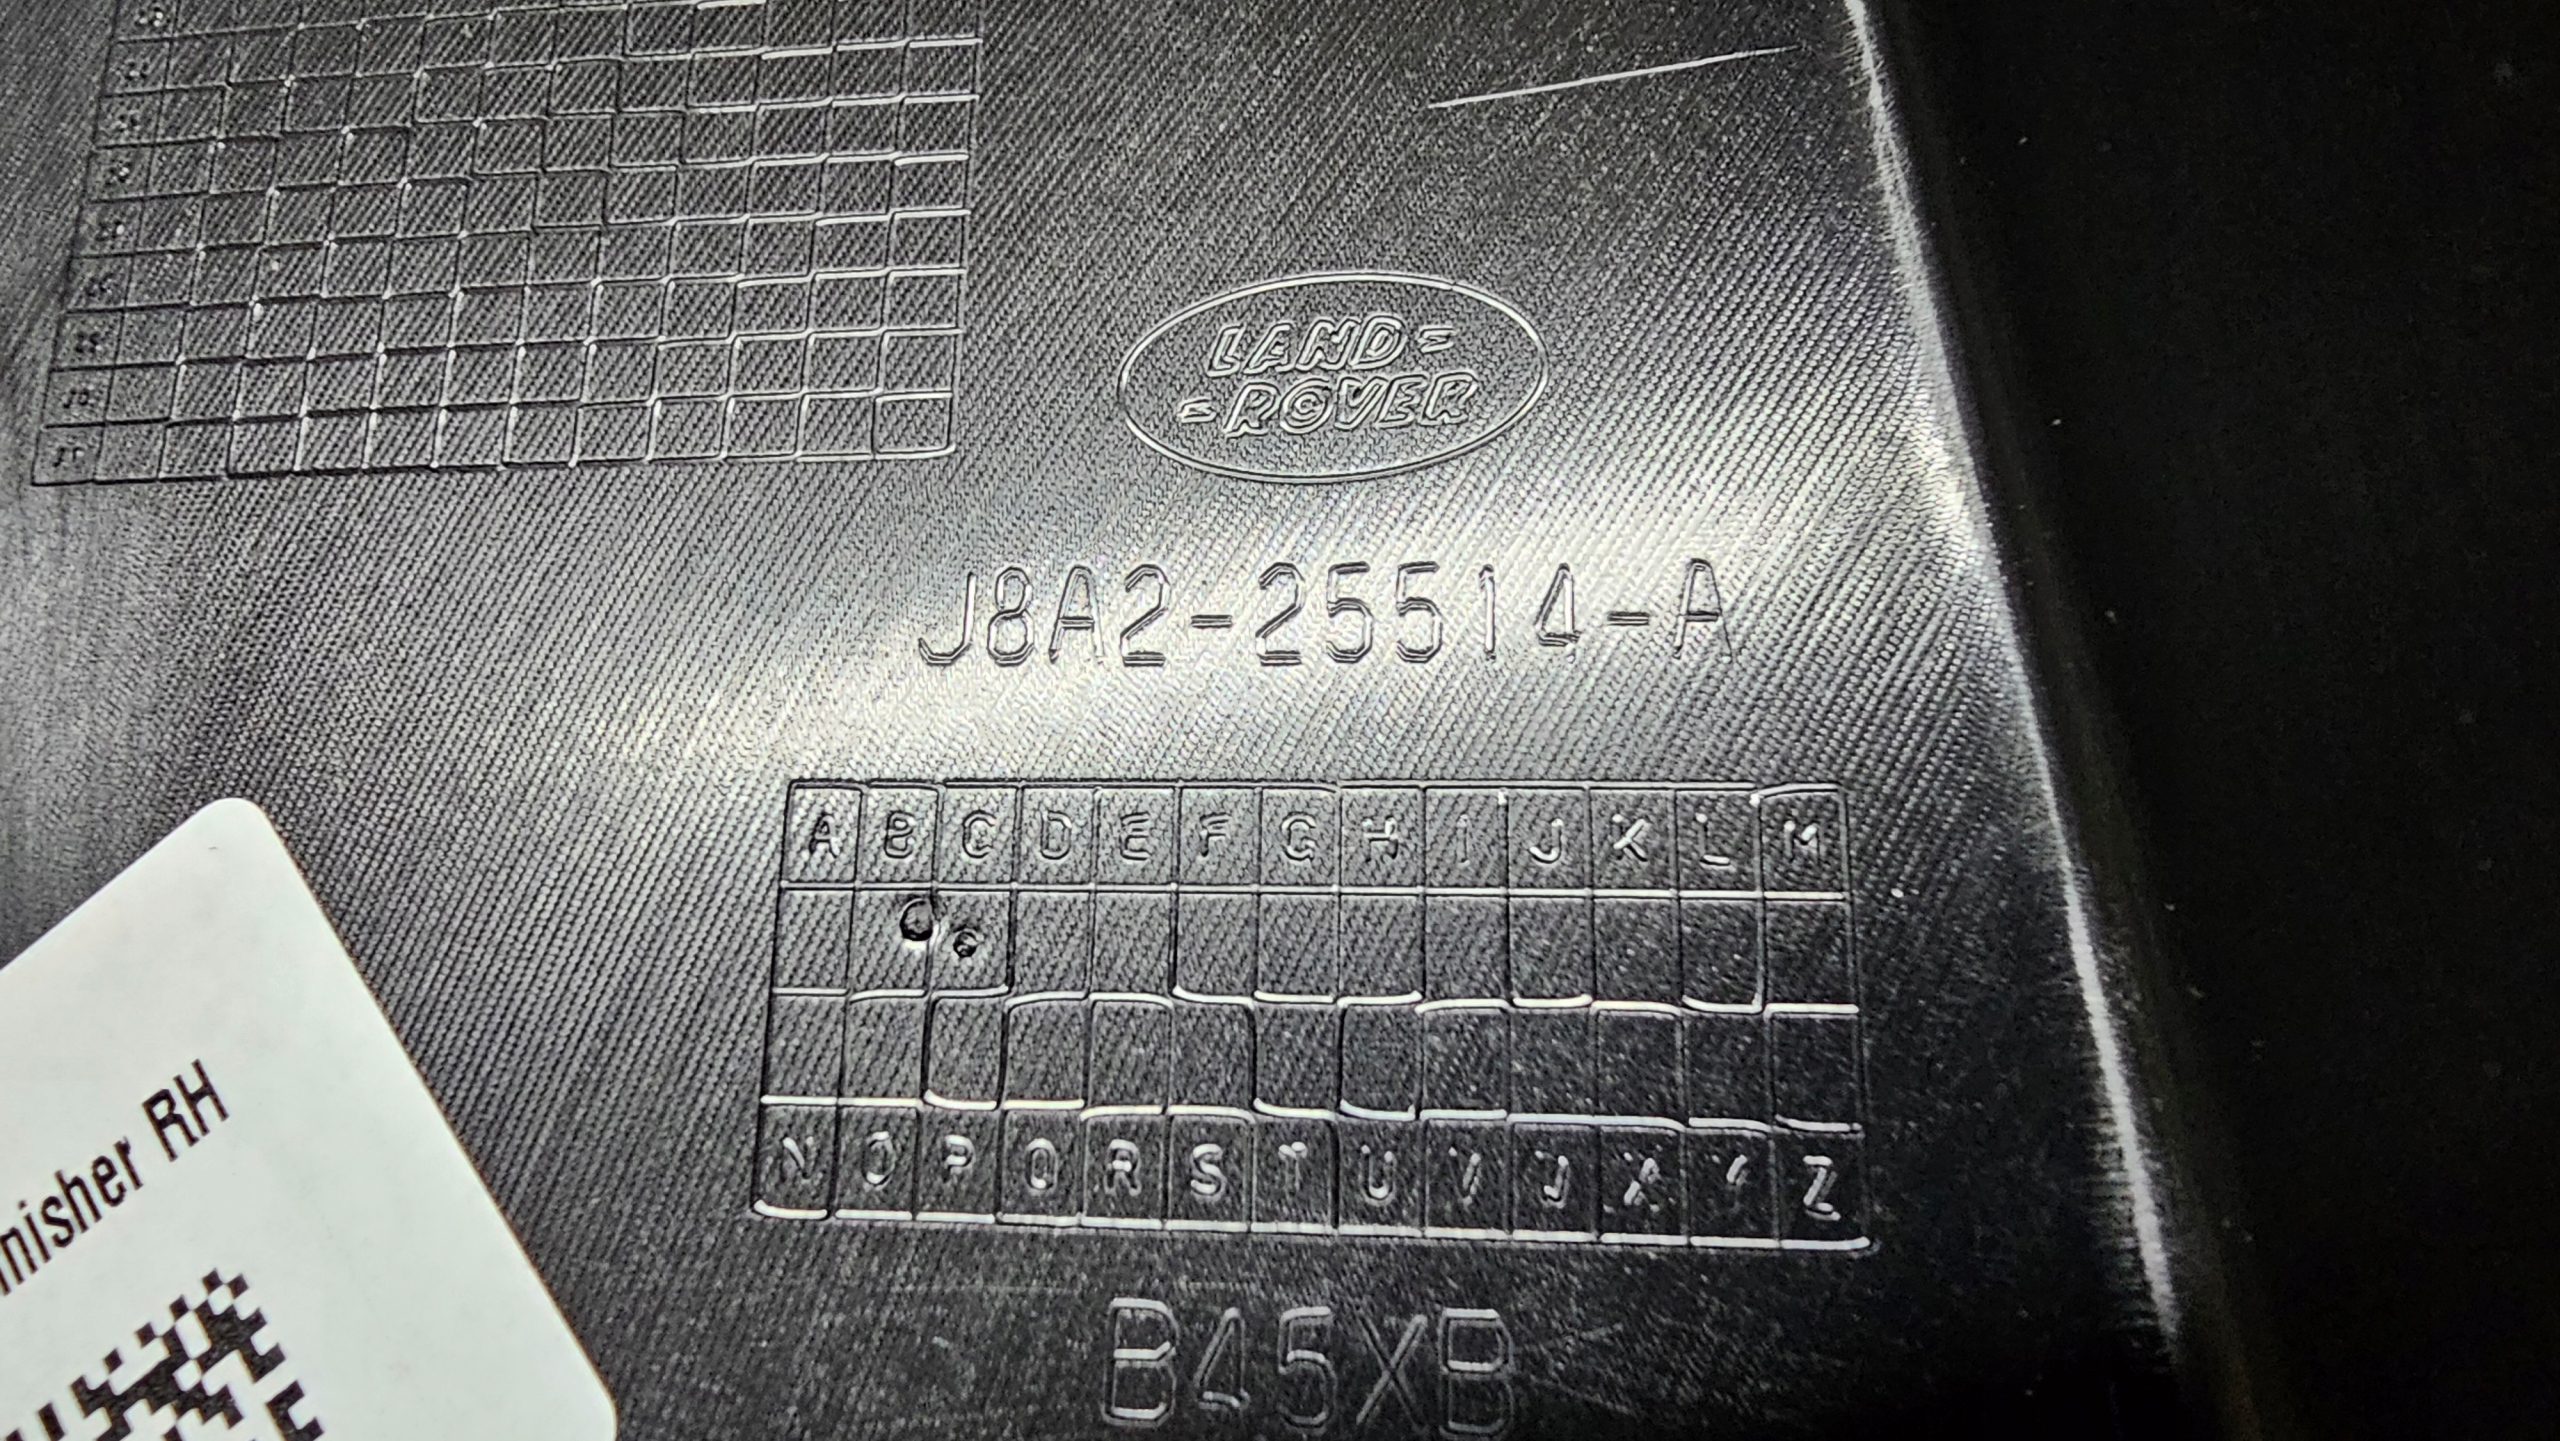 LAND-
-ROVER
J8A2-25514-A
A B C D E F G H I J K L M
N O P Q R S T U V J X Y Z
B45XB
nisher RH